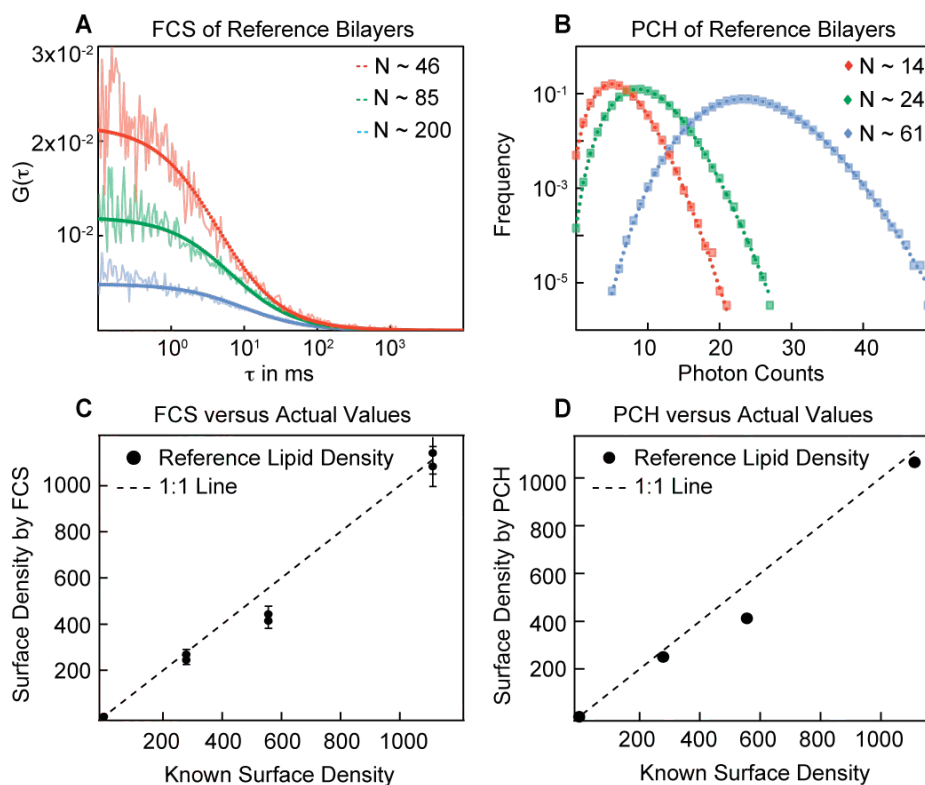 A
FCS of Reference Bilayers
3x10⁻²
2x10⁻²
10⁻²
G(τ)
N ~ 46
N ~ 85
N ~ 200
10⁰
10¹
10²
10³
τ in ms
B
PCH of Reference Bilayers
10⁻¹
10⁻³
10⁻⁵
Frequency
N ~ 14
N ~ 24
N ~ 61
0
10
20
30
40
Photon Counts
C
FCS versus Actual Values
Reference Lipid Density
1:1 Line
1000
800
600
400
200
Surface Density by FCS
200
400
600
800
1000
Known Surface Density
D
PCH versus Actual Values
Reference Lipid Density
1:1 Line
1000
800
600
400
200
Surface Density by PCH
200
400
600
800
1000
Known Surface Density